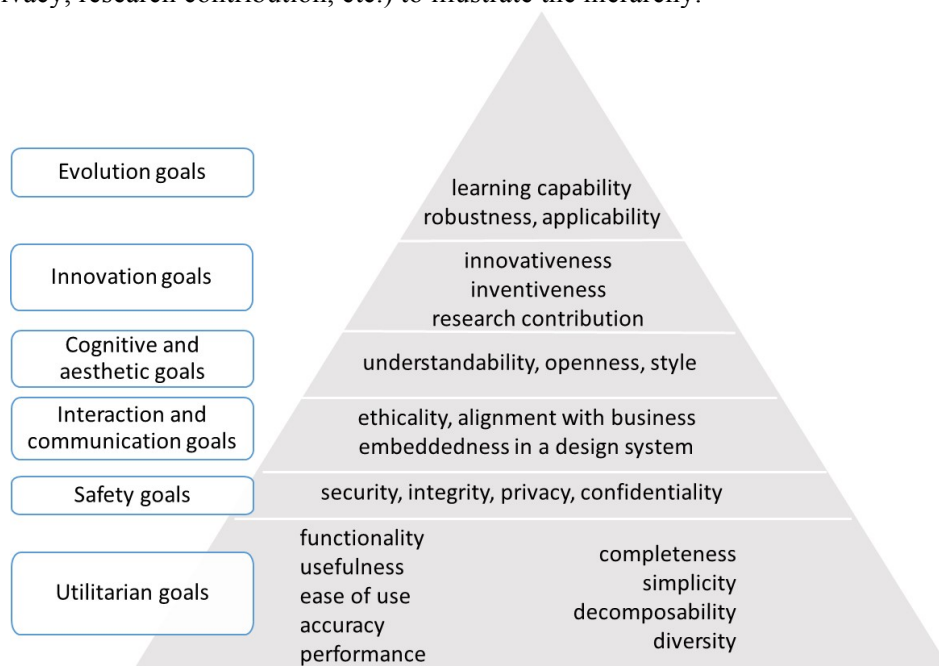 rivacy, research contribution, etc.) to illustrate the hierarchy.
Evolution goals
learning capability
robustness, applicability
Innovation goals
innovativeness
inventiveness
research contribution
Cognitive and
aesthetic goals
understandability, openness, style
Interaction and
communication goals
ethicality, alignment with business
embeddedness in a design system
Safety goals
security, integrity, privacy, confidentiality
Utilitarian goals
functionality
usefulness
ease of use
accuracy
performance
completeness
simplicity
decomposability
diversity